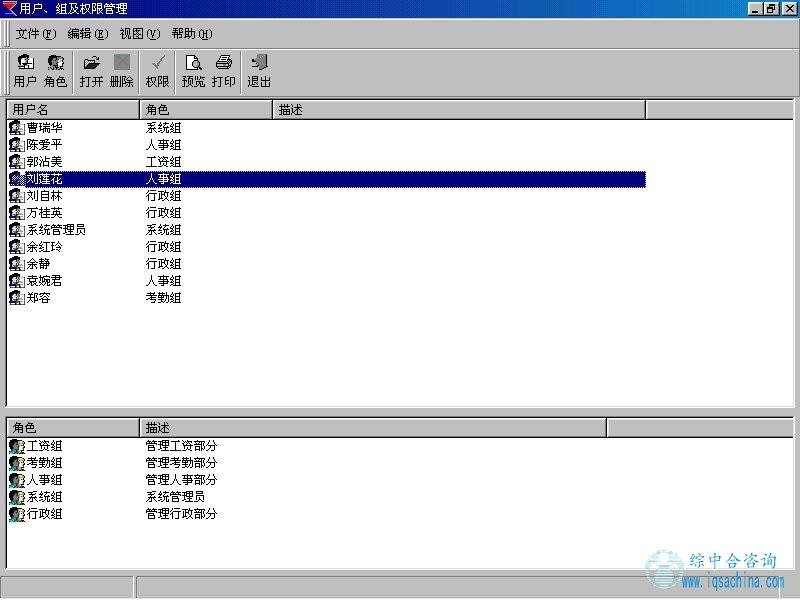 用户、组及权限管理
文件(F) 编辑(E) 视图(V) 帮助(H)
用户 角色 打开 删除 权限 预览 打印 退出
用户名 角色 描述
曹瑞华 系统组
陈爱平 人事组
郭沾美 工资组
刘莲花 人事组
刘自林 行政组
万桂英 行政组
系统管理员 系统组
余红玲 行政组
余静 行政组
袁婉君 人事组
郑容 考勤组
角色 描述
工资组 管理工资部分
考勤组 管理考勤部分
人事组 管理人事部分
系统组 系统管理员
行政组 管理行政部分
综中合咨询
www.iqsachina.com